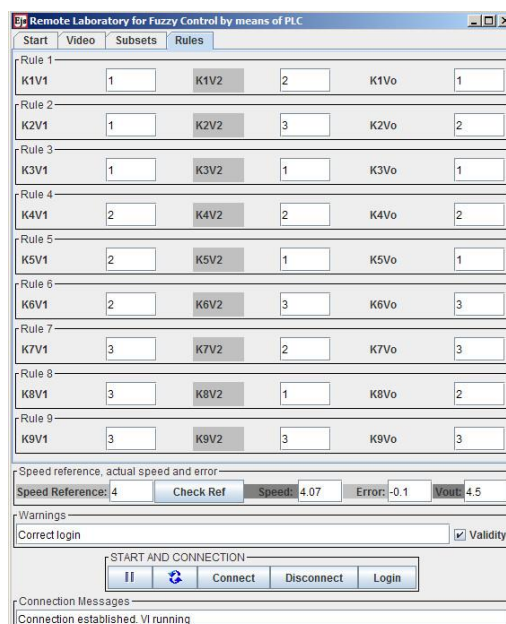 Ejs Remote Laboratory for Fuzzy Control by means of PLC
Start Video Subsets Rules
Rule 1
K1V1 1 K1V2 2 K1Vo 1
Rule 2
K2V1 1 K2V2 3 K2Vo 2
Rule 3
K3V1 1 K3V2 1 K3Vo 1
Rule 4
K4V1 2 K4V2 2 K4Vo 2
Rule 5
K5V1 2 K5V2 1 K5Vo 1
Rule 6
K6V1 2 K6V2 3 K6Vo 3
Rule 7
K7V1 3 K7V2 2 K7Vo 3
Rule 8
K8V1 3 K8V2 1 K8Vo 2
Rule 9
K9V1 3 K9V2 3 K9Vo 3
Speed reference, actual speed and error
Speed Reference: 4 Check Ref Speed: 4.07 Error: -0.1 Vout: 4.5
Warnings
Correct login Validity
START AND CONNECTION
Connect Disconnect Login
Connection Messages
Connection established. VI running